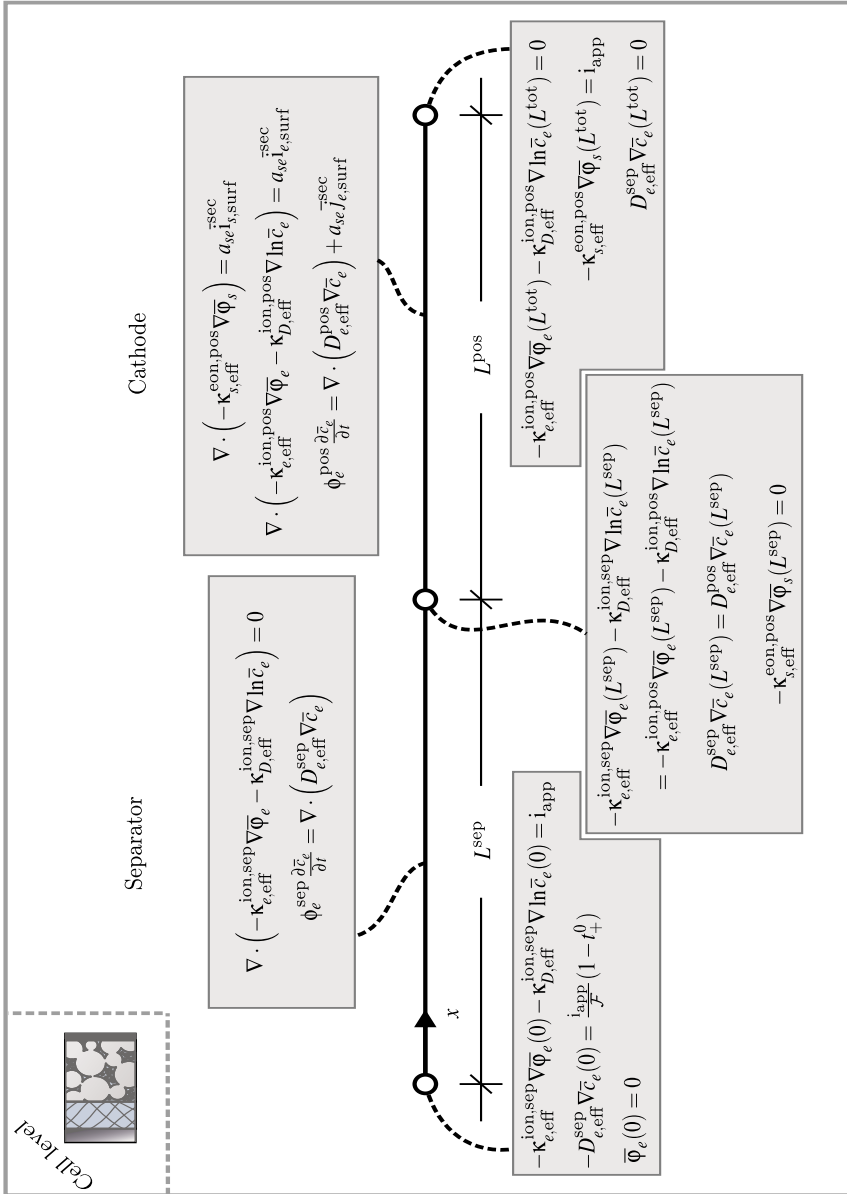 Cell level
Separator
Cathode
∇ · (−κ_{e,eff}^{ion,sep} ∇φ̅_e − κ_{D,eff}^{ion,sep} ∇ln c̅_e) = 0
ϕ_e^{sep} ∂c̅_e/∂t = ∇ · (D_{e,eff}^{sep} ∇c̅_e)
∇ · (−κ_{s,eff}^{eon,pos} ∇φ̅_s) = a_{se} i̅_{s,surf}^{sec}
∇ · (−κ_{e,eff}^{ion,pos} ∇φ̅_e − κ_{D,eff}^{ion,pos} ∇ln c̅_e) = a_{se} i̅_{e,surf}^{sec}
ϕ_e^{pos} ∂c̅_e/∂t = ∇ · (D_{e,eff}^{pos} ∇c̅_e) + a_{se} j̅_{e,surf}^{sec}
x
L^{sep}
L^{pos}
−κ_{e,eff}^{ion,sep} ∇φ̅_e(0) − κ_{D,eff}^{ion,sep} ∇ln c̅_e(0) = i_{app}
−D_{e,eff}^{sep} ∇c̅_e(0) = i_{app}/ℱ (1 − t_+^0)
φ̅_e(0) = 0
−κ_{e,eff}^{ion,sep} ∇φ̅_e(L^{sep}) − κ_{D,eff}^{ion,sep} ∇ln c̅_e(L^{sep})
= −κ_{e,eff}^{ion,pos} ∇φ̅_e(L^{sep}) − κ_{D,eff}^{ion,pos} ∇ln c̅_e(L^{sep})
D_{e,eff}^{sep} ∇c̅_e(L^{sep}) = D_{e,eff}^{pos} ∇c̅_e(L^{sep})
−κ_{s,eff}^{eon,pos} ∇φ̅_s(L^{sep}) = 0
−κ_{e,eff}^{ion,pos} ∇φ̅_e(L^{tot}) − κ_{D,eff}^{ion,pos} ∇ln c̅_e(L^{tot}) = 0
−κ_{s,eff}^{eon,pos} ∇φ̅_s(L^{tot}) = i_{app}
D_{e,eff}^{sep} ∇c̅_e(L^{tot}) = 0